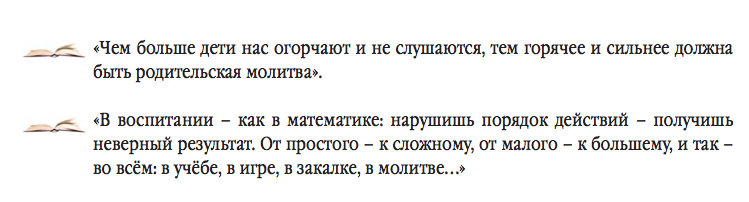 «Чем больше дети нас огорчают и не слушаются, тем горячее и сильнее должна
быть родительская молитва».
«В воспитании – как в математике: нарушишь порядок действий – получишь
неверный результат. От простого – к сложному, от малого – к большему, и так –
во всём: в учёбе, в игре, в закалке, в молитве…»